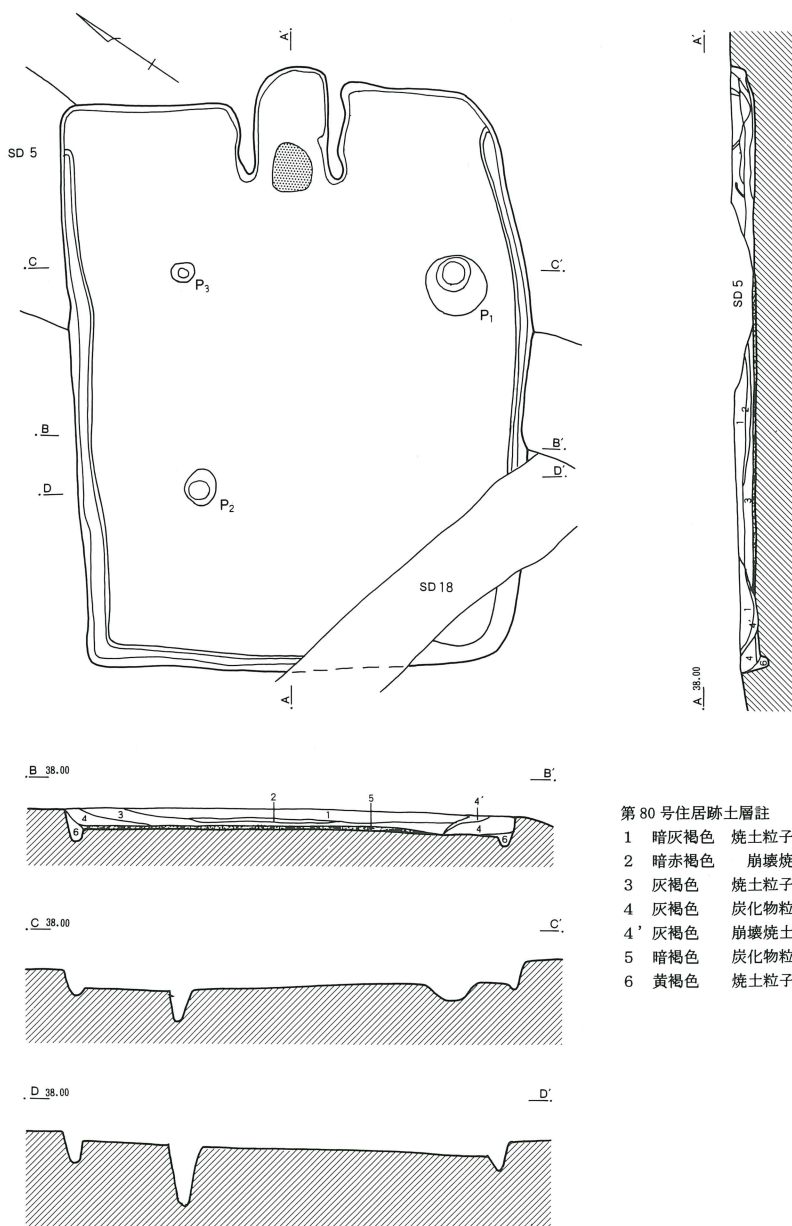 A'
A'
SD 5
C
C'
P3
P1
SD 5
B
B'
D
D'
P2
2
1
3
SD 18
1
4'
4
6
A
A 38.00
B 38.00
B'
2
1
5
4'
3
4
4
6
6
C 38.00
C'
D 38.00
D'
第80号住居跡土層註
1 暗灰褐色 焼土粒子
2 暗赤褐色 崩壊焼
3 灰褐色 焼土粒子
4 灰褐色 炭化物粒
4' 灰褐色 崩壊焼土
5 暗褐色 炭化物粒
6 黄褐色 焼土粒子